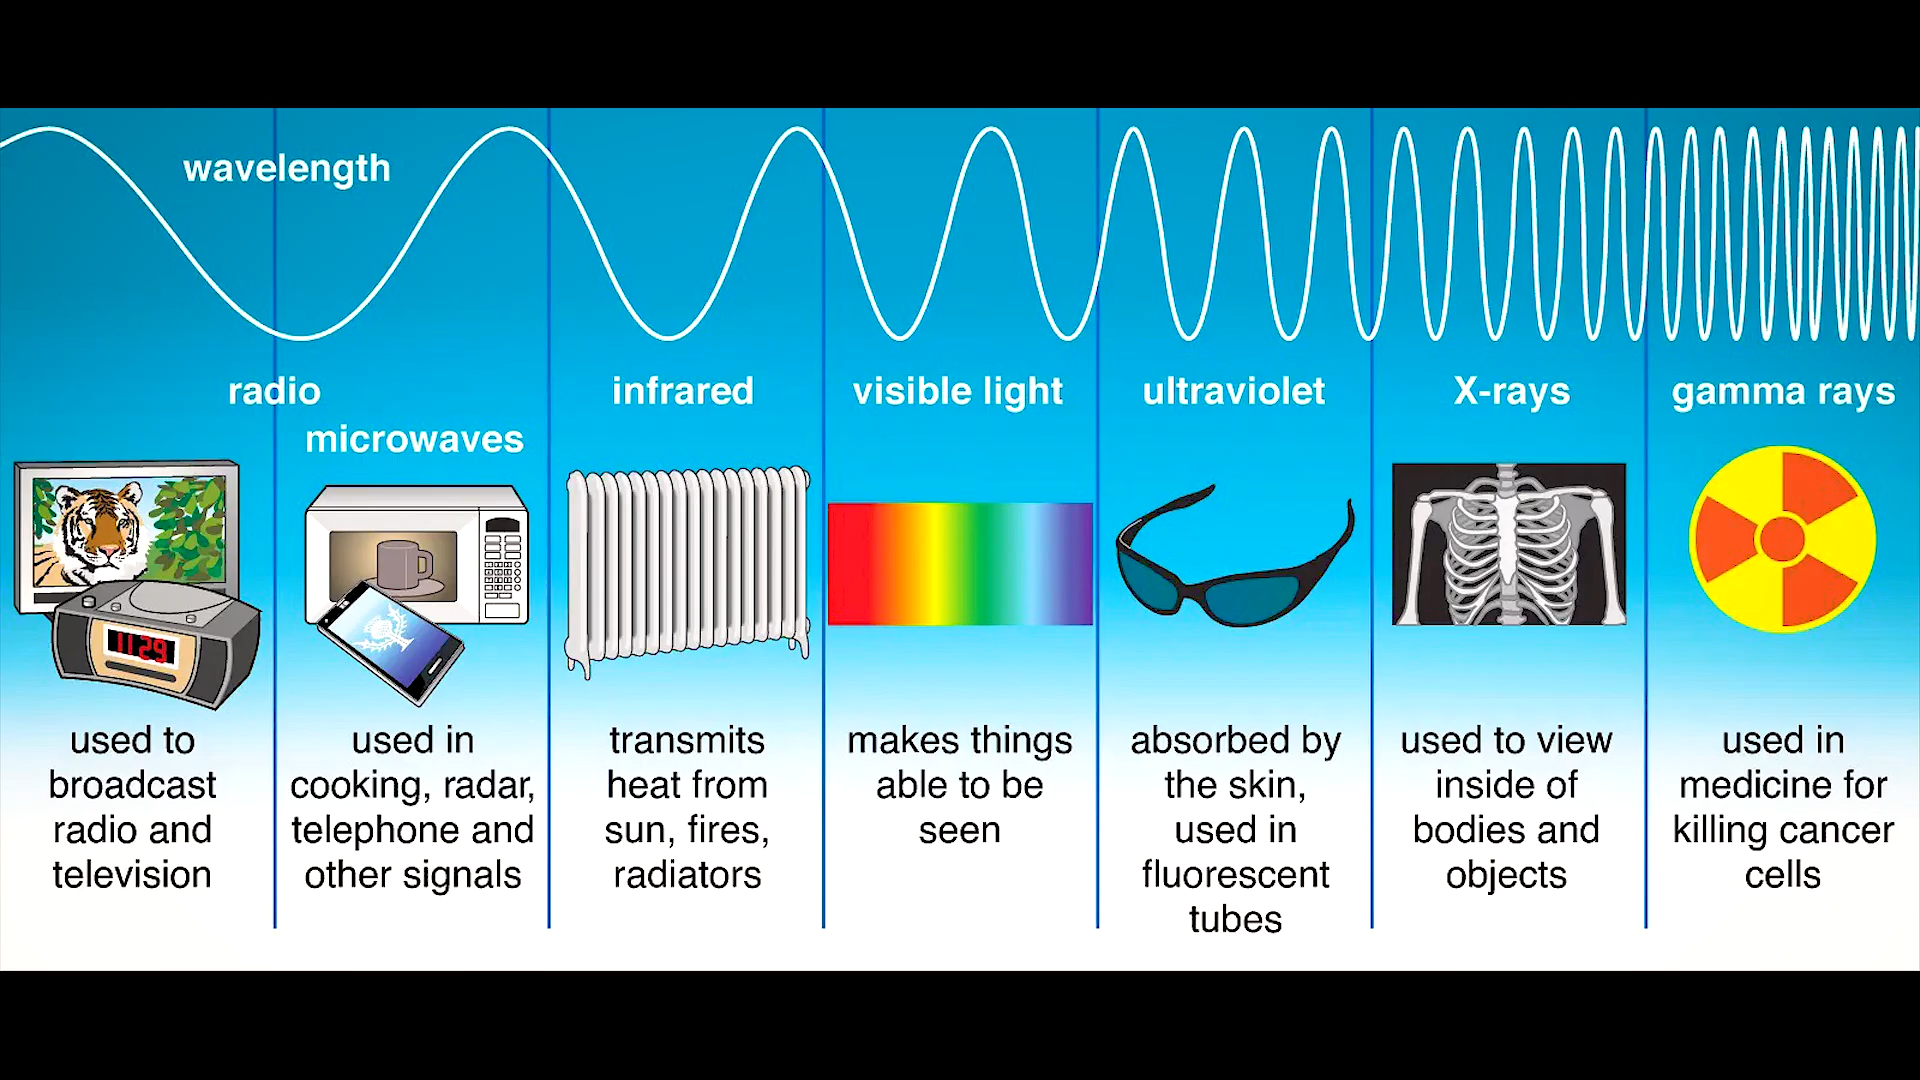 wavelength
radio
microwaves
infrared
visible light
ultraviolet
X-rays
gamma rays
11:29
used to
broadcast
radio and
television
used in
cooking, radar,
telephone and
other signals
transmits
heat from
sun, fires,
radiators
makes things
able to be
seen
absorbed by
the skin,
used in
fluorescent
tubes
used to view
inside of
bodies and
objects
used in
medicine for
killing cancer
cells